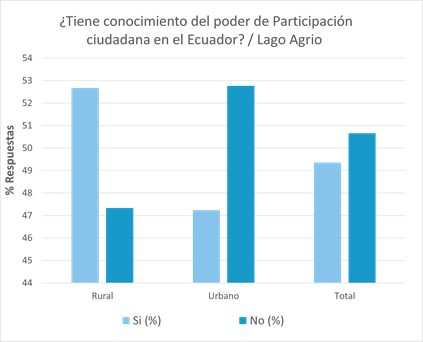 ¿Tiene conocimiento del poder de Participación
ciudadana en el Ecuador? / Lago Agrio
% Respuestas
54
53
52
51
50
49
48
47
46
45
44
Rural Urbano Total
Si (%) No (%)